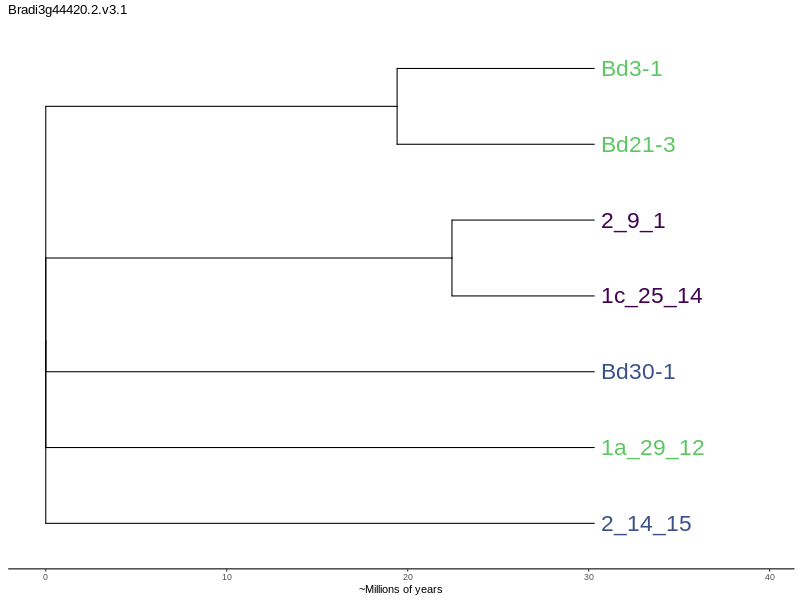 Bradi3g44420.2.v3.1
Bd3-1
Bd21-3
2_9_1
1c_25_14
Bd30-1
1a_29_12
2_14_15
0 10 20 30 40
~Millions of years